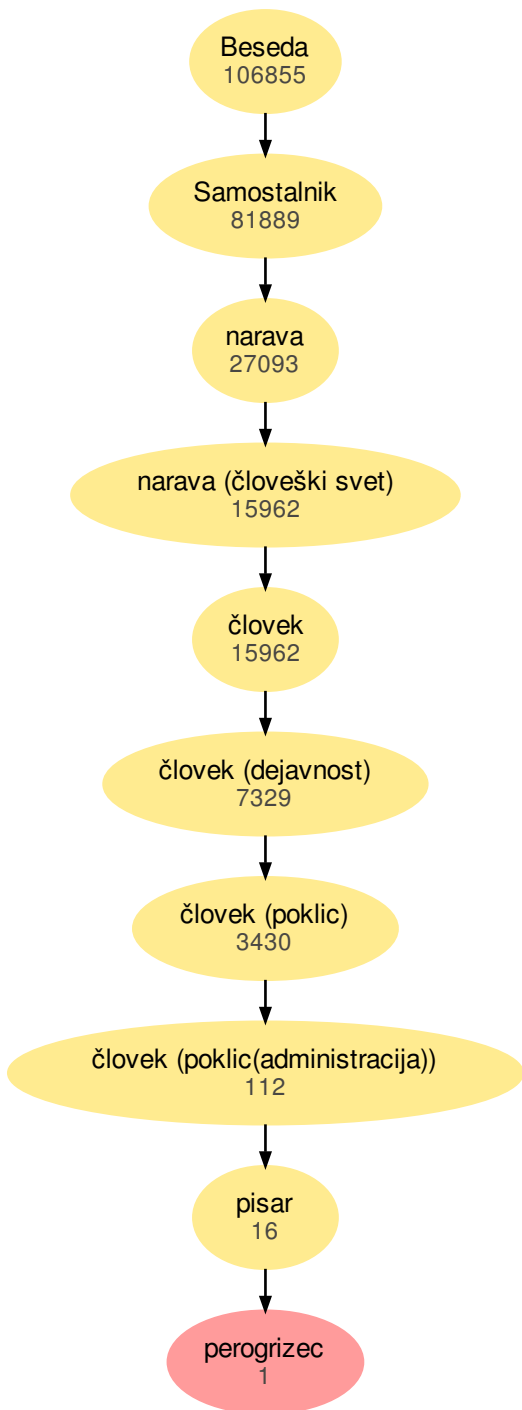 Beseda
106855
Samostalnik
81889
narava
27093
narava (človeški svet)
15962
človek
15962
človek (dejavnost)
7329
človek (poklic)
3430
človek (poklic(administracija))
112
pisar
16
perogrizec
1